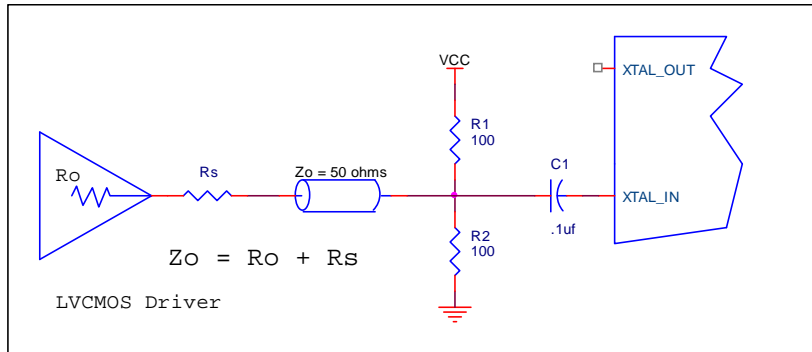 VCC
XTAL_OUT
R1
100
Ro
Rs
Zo = 50 ohms
C1
XTAL_IN
.1uf
R2
100
Zo = Ro + Rs
LVCMOS Driver